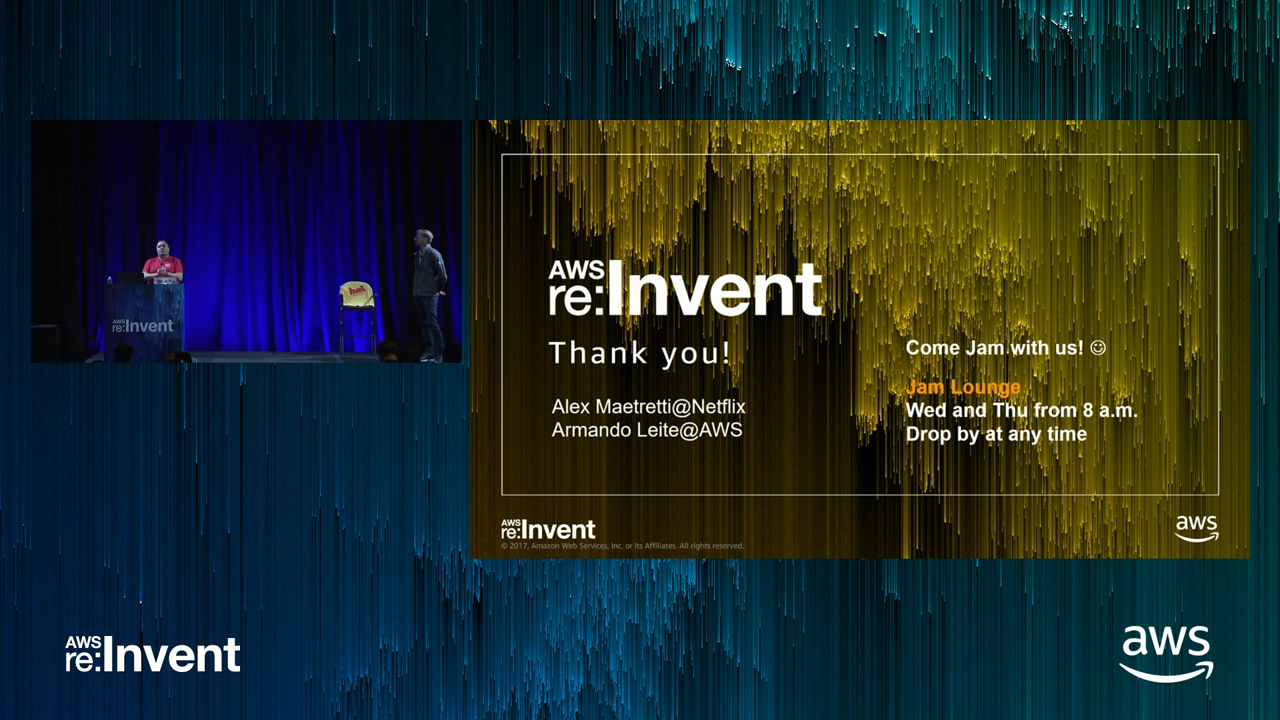 AWS
re:Invent
hat
AWS
re:Invent
Thank you!
Alex Maetretti@Netflix
Armando Leite@AWS
Come Jam with us! ☺
Jam Lounge
Wed and Thu from 8 a.m.
Drop by at any time
AWS
re:Invent
© 2017, Amazon Web Services, Inc. or its Affiliates. All rights reserved.
aws
AWS
re:Invent
aws